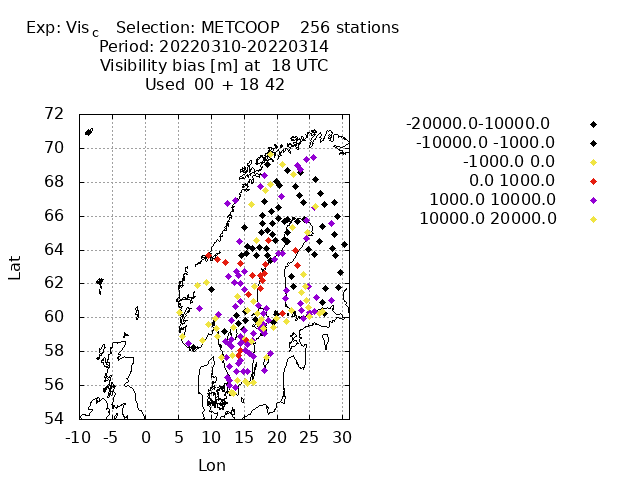 Exp: Vis c   Selection: METCOOP    256 stations
Period: 20220310-20220314
Visibility bias [m] at  18 UTC
Used  00 + 18 42
-20000.0-10000.0
-10000.0 -1000.0
-1000.0 0.0
0.0 1000.0
1000.0 10000.0
10000.0 20000.0
72
70
68
66
64
62
60
58
56
54
Lat
-10 -5 0 5 10 15 20 25 30
Lon